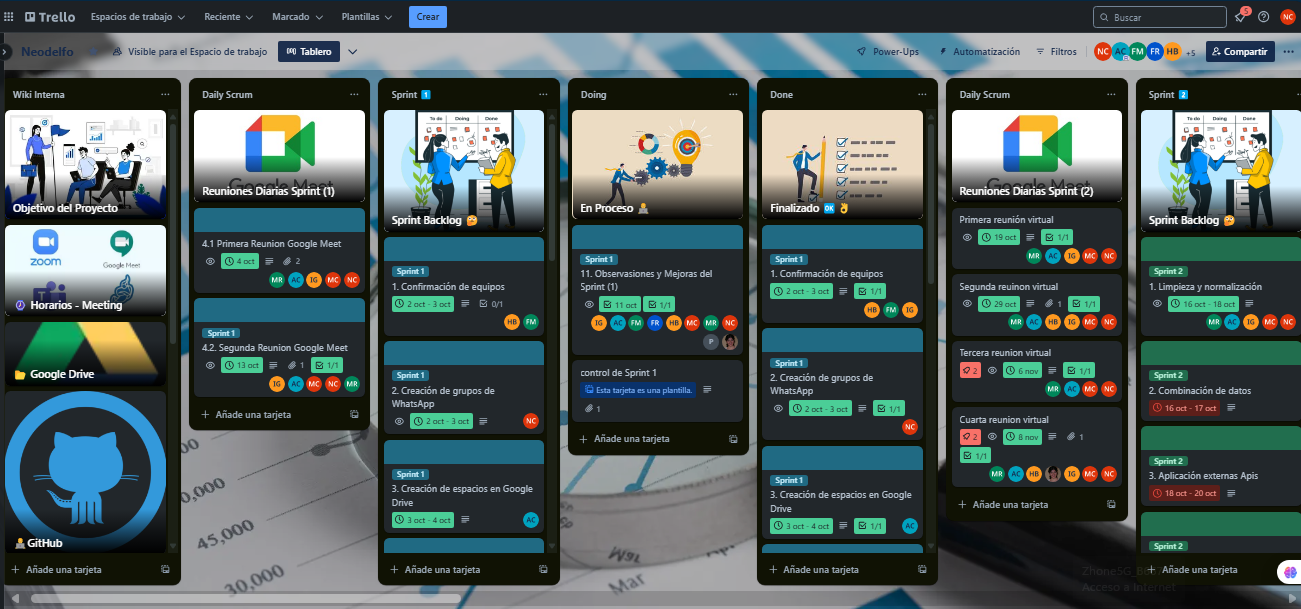 Trello
Espacios de trabajo
Reciente
Marcado
Plantillas
Crear
Buscar
5
NC
Neodelfo
Visible para el Espacio de trabajo
Tablero
Power-Ups
Automatización
Filtros
NC AC FM FR HB +5
Compartir
Wiki Interna
Objetivo del Proyecto
zoom
Google Meet
Horarios - Meeting
Google Drive
GitHub
Añade una tarjeta
Daily Scrum
Reuniones Diarias Sprint (1)
4.1 Primera Reunion Google Meet
4 oct
2
MR AC IG MC NC
Sprint 1
4.2. Segunda Reunion Google Meet
13 oct
1
1/1
IG AC MC NC MR
Añade una tarjeta
Sprint 1
To do Doing Done
Sprint Backlog
Sprint 1
1. Confirmación de equipos
2 oct - 3 oct
0/1
HB FM
Sprint 1
2. Creación de grupos de
WhatsApp
2 oct - 3 oct
NC
Sprint 1
3. Creación de espacios en Google
Drive
3 oct - 4 oct
AC
Añade una tarjeta
Doing
En Proceso
Sprint 1
11. Observasiones y Mejoras del
Sprint (1)
11 oct
1/1
IG AC FM FR HB MC MR NC
P
control de Sprint 1
Esta tarjeta es una plantilla.
1
Añade una tarjeta
Done
Finalizado OK
Sprint 1
1. Confirmación de equipos
2 oct - 3 oct
1/1
HB FM IG
Sprint 1
2. Creación de grupos de
WhatsApp
2 oct - 3 oct
1/1
NC
Sprint 1
3. Creación de espacios en Google
Drive
3 oct - 4 oct
1/1
AC
Añade una tarjeta
Daily Scrum
Reuniones Diarias Sprint (2)
Primera reunión virtual
19 oct
1/1
MR AC IG MC NC
Segunda reuinon virtual
29 oct
1
1/1
MR AC HB IG MC NC
Tercera reunion virtual
2
6 nov
1/1
MR AC MC NC
Cuarta reunion virtual
2
8 nov
1
1/1
MR AC HB IG MC NC
Añade una tarjeta
Sprint 2
To do Doing Done
Sprint Backlog
Sprint 2
1. Limpieza y normalización
16 oct - 18 oct
MR AC IG MC NC
Sprint 2
2. Combinación de datos
16 oct - 17 oct
Sprint 2
3. Aplicación externas Apis
18 oct - 20 oct
Sprint 2
Añade una tarjeta
45,000
30,000
Mar
Acceso a Internet